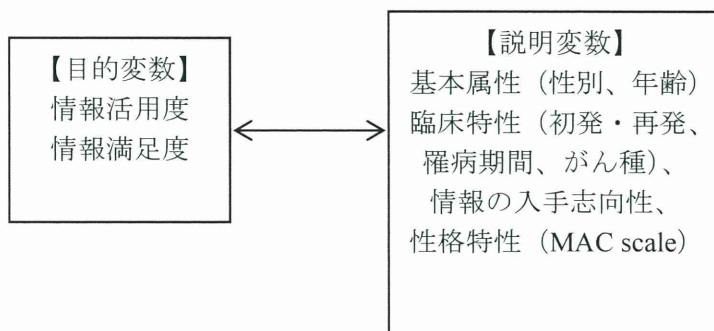 【目的変数】
情報活用度
情報満足度
【説明変数】
基本属性（性別、年齢）
臨床特性（初発・再発、
罹病期間、がん種）、
情報の入手志向性、
性格特性（MAC scale）